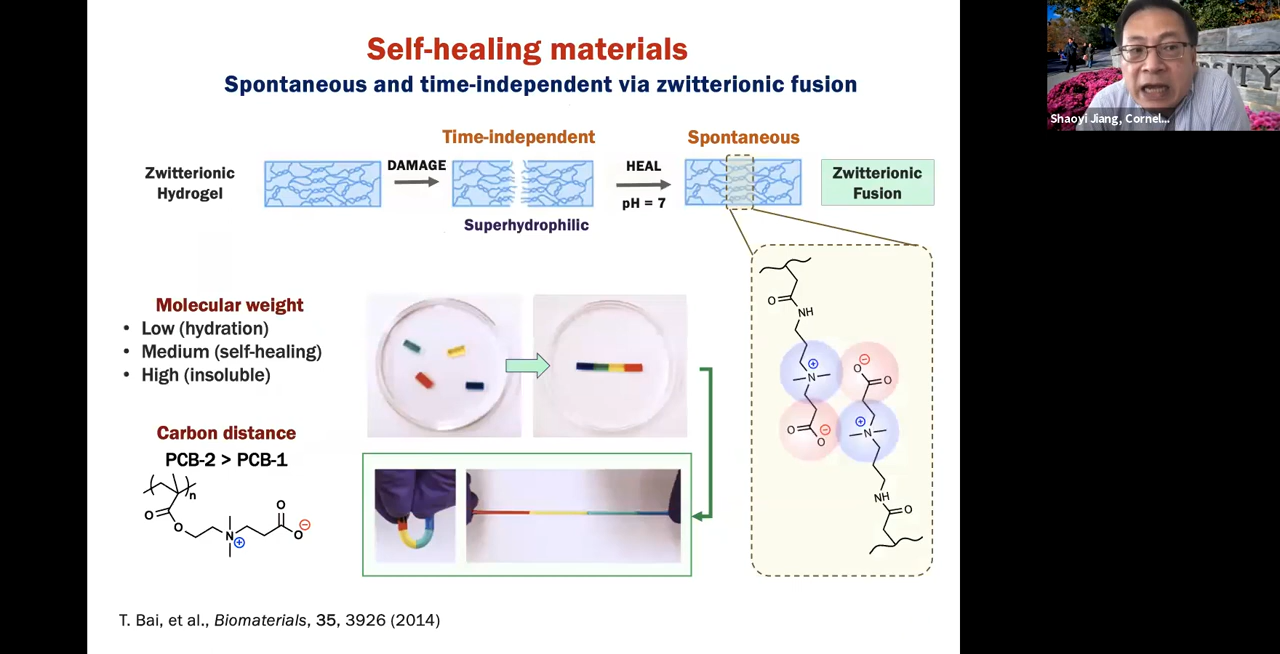 Self-healing materials
Spontaneous and time-independent via zwitterionic fusion
Time-independent
Spontaneous
Zwitterionic
Hydrogel
DAMAGE
HEAL
pH = 7
Zwitterionic
Fusion
Superhydrophilic
Molecular weight
• Low (hydration)
• Medium (self-healing)
• High (insoluble)
Carbon distance
PCB-2 > PCB-1
n
O
O
N
+
O
O
−
O
NH
+
N
O
O
−
−
O
O
+
N
NH
O
T. Bai, et al., Biomaterials, 35, 3926 (2014)
Shaoyi Jiang, Cornel...